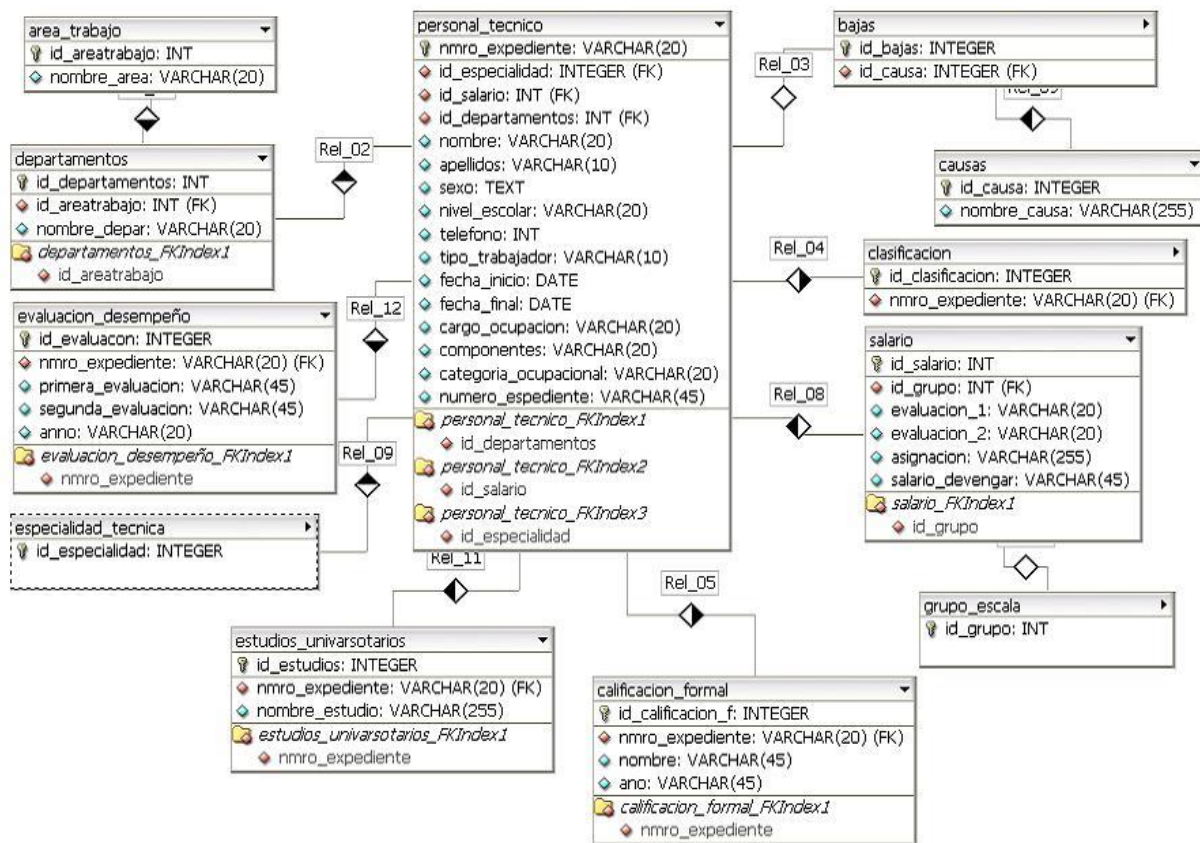 area_trabajo
id_areatrabajo: INT
nombre_area: VARCHAR(20)
departamentos
id_departamentos: INT
id_areatrabajo: INT (FK)
nombre_depar: VARCHAR(20)
departamentos_FKIndex1
id_areatrabajo
Rel_02
evaluacion_desempeño
id_evaluacon: INTEGER
nmro_expediente: VARCHAR(20) (FK)
primera_evaluacion: VARCHAR(45)
segunda_evaluacion: VARCHAR(45)
anno: VARCHAR(20)
evaluacion_desempeño_FKIndex1
nmro_expediente
Rel_12
especialidad_tecnica
id_especialidad: INTEGER
Rel_09
personal_tecnico
nmro_expediente: VARCHAR(20)
id_especialidad: INTEGER (FK)
id_salario: INT (FK)
id_departamentos: INT (FK)
nombre: VARCHAR(20)
apellidos: VARCHAR(10)
sexo: TEXT
nivel_escolar: VARCHAR(20)
telefono: INT
tipo_trabajador: VARCHAR(10)
fecha_inicio: DATE
fecha_final: DATE
cargo_ocupacion: VARCHAR(20)
componentes: VARCHAR(20)
categoria_ocupacional: VARCHAR(20)
numero_espediente: VARCHAR(45)
personal_tecnico_FKIndex1
id_departamentos
personal_tecnico_FKIndex2
id_salario
personal_tecnico_FKIndex3
id_especialidad
Rel_03
bajas
id_bajas: INTEGER
id_causa: INTEGER (FK)
causas
id_causa: INTEGER
nombre_causa: VARCHAR(255)
Rel_04
clasificacion
id_clasificacion: INTEGER
nmro_expediente: VARCHAR(20) (FK)
Rel_08
salario
id_salario: INT
id_grupo: INT (FK)
evaluacion_1: VARCHAR(20)
evaluacion_2: VARCHAR(20)
asignacion: VARCHAR(255)
salario_devengar: VARCHAR(45)
salario_FKIndex1
id_grupo
grupo_escala
id_grupo: INT
Rel_11
estudios_univarsotarios
id_estudios: INTEGER
nmro_expediente: VARCHAR(20) (FK)
nombre_estudio: VARCHAR(255)
estudios_univarsotarios_FKIndex1
nmro_expediente
Rel_05
calificacion_formal
id_calificacion_f: INTEGER
nmro_expediente: VARCHAR(20) (FK)
nombre: VARCHAR(45)
ano: VARCHAR(45)
calificacion_formal_FKIndex1
nmro_expediente